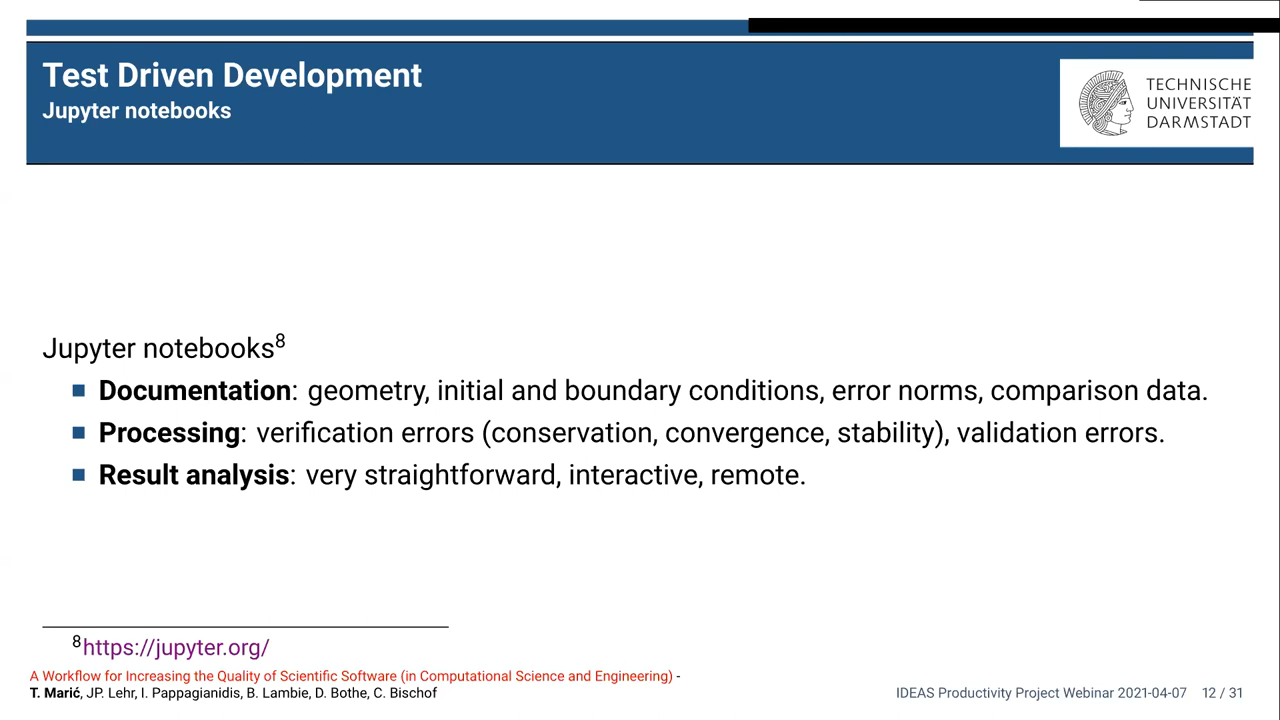 Test Driven Development
Jupyter notebooks
TECHNISCHE
UNIVERSITÄT
DARMSTADT
Jupyter notebooks⁸
Documentation: geometry, initial and boundary conditions, error norms, comparison data.
Processing: verification errors (conservation, convergence, stability), validation errors.
Result analysis: very straightforward, interactive, remote.
⁸https://jupyter.org/
A Workflow for Increasing the Quality of Scientific Software (in Computational Science and Engineering) -
T. Marić, JP. Lehr, I. Pappagianidis, B. Lambie, D. Bothe, C. Bischof
IDEAS Productivity Project Webinar 2021-04-07 12 / 31